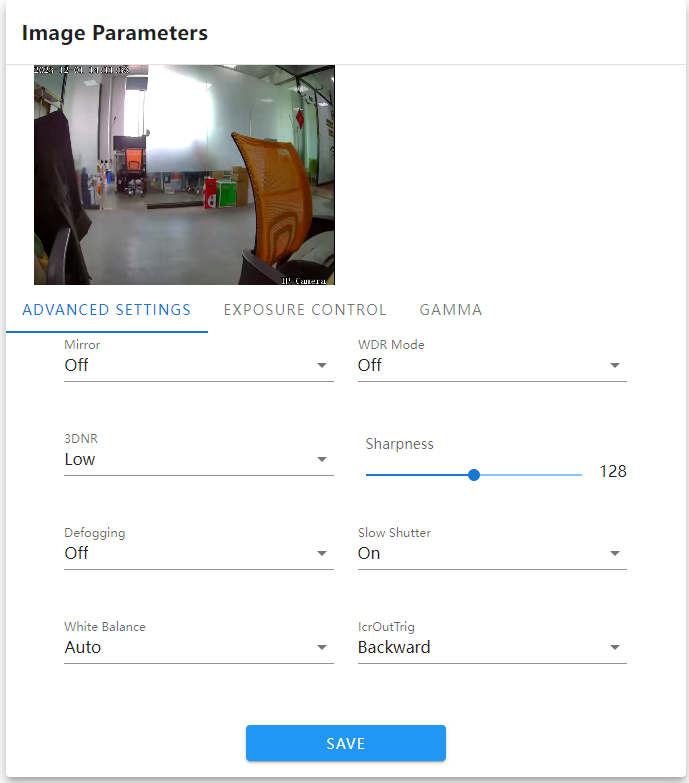 Image Parameters
IP Camera
ADVANCED SETTINGS EXPOSURE CONTROL GAMMA
Mirror WDR Mode
Off Off
3DNR Sharpness
Low 128
Defogging Slow Shutter
Off On
White Balance IcrOutTrig
Auto Backward
SAVE